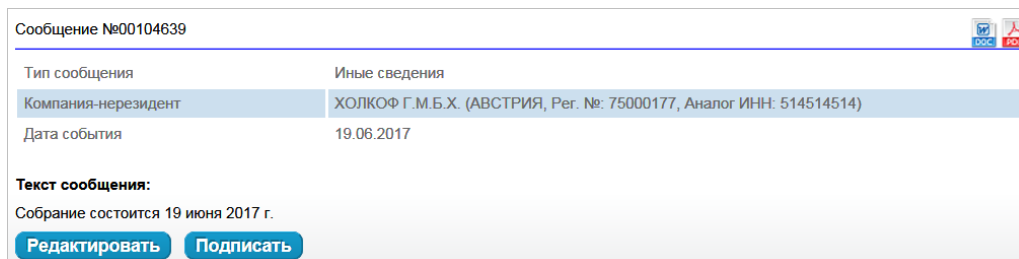 Сообщение №00104639
DOC
PD
Тип сообщения Иные сведения
Компания-нерезидент ХОЛКОФ Г.М.Б.Х. (АВСТРИЯ, Рег. №: 75000177, Аналог ИНН: 514514514)
Дата события 19.06.2017
Текст сообщения:
Собрание состоится 19 июня 2017 г.
Редактировать Подписать